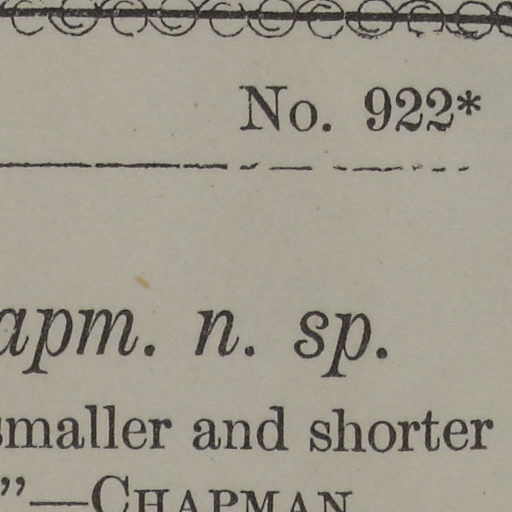 No. 922*
apm. n. sp.
smaller and shorter
”—CHAPMAN